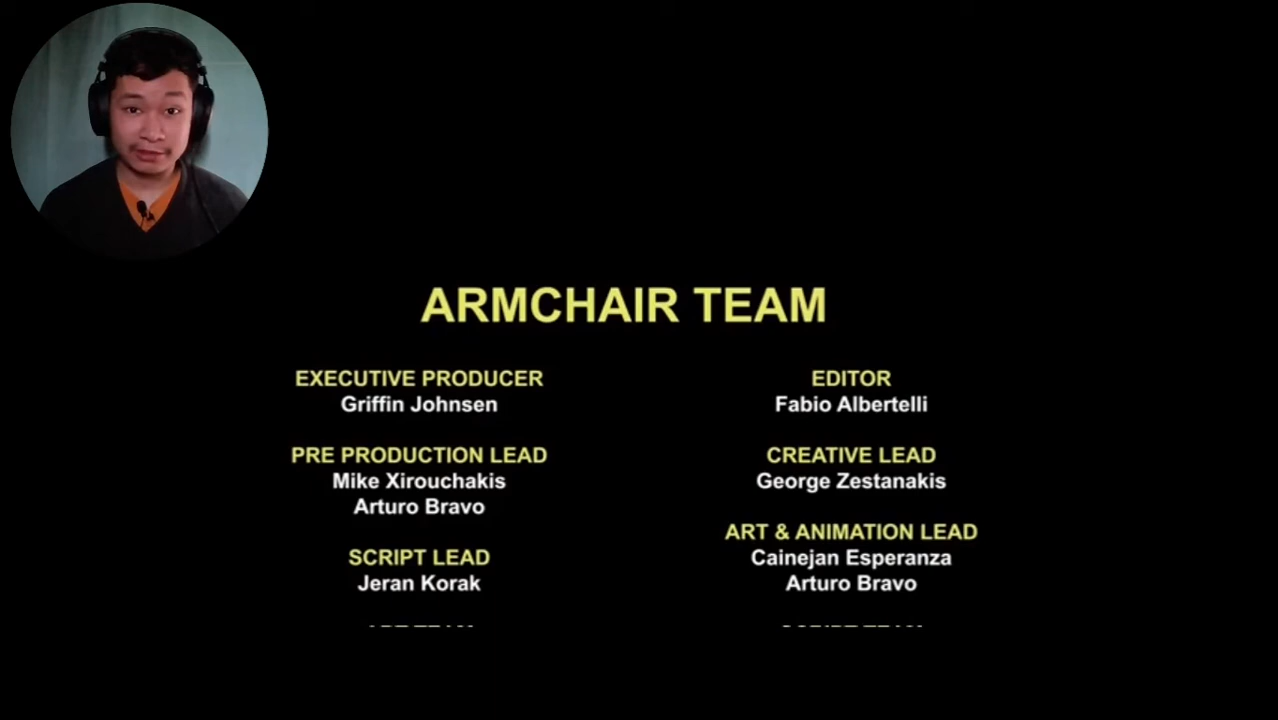 ARMCHAIR TEAM
EXECUTIVE PRODUCER
Griffin Johnsen
PRE PRODUCTION LEAD
Mike Xirouchakis
Arturo Bravo
SCRIPT LEAD
Jeran Korak
EDITOR
Fabio Albertelli
CREATIVE LEAD
George Zestanakis
ART & ANIMATION LEAD
Cainejan Esperanza
Arturo Bravo